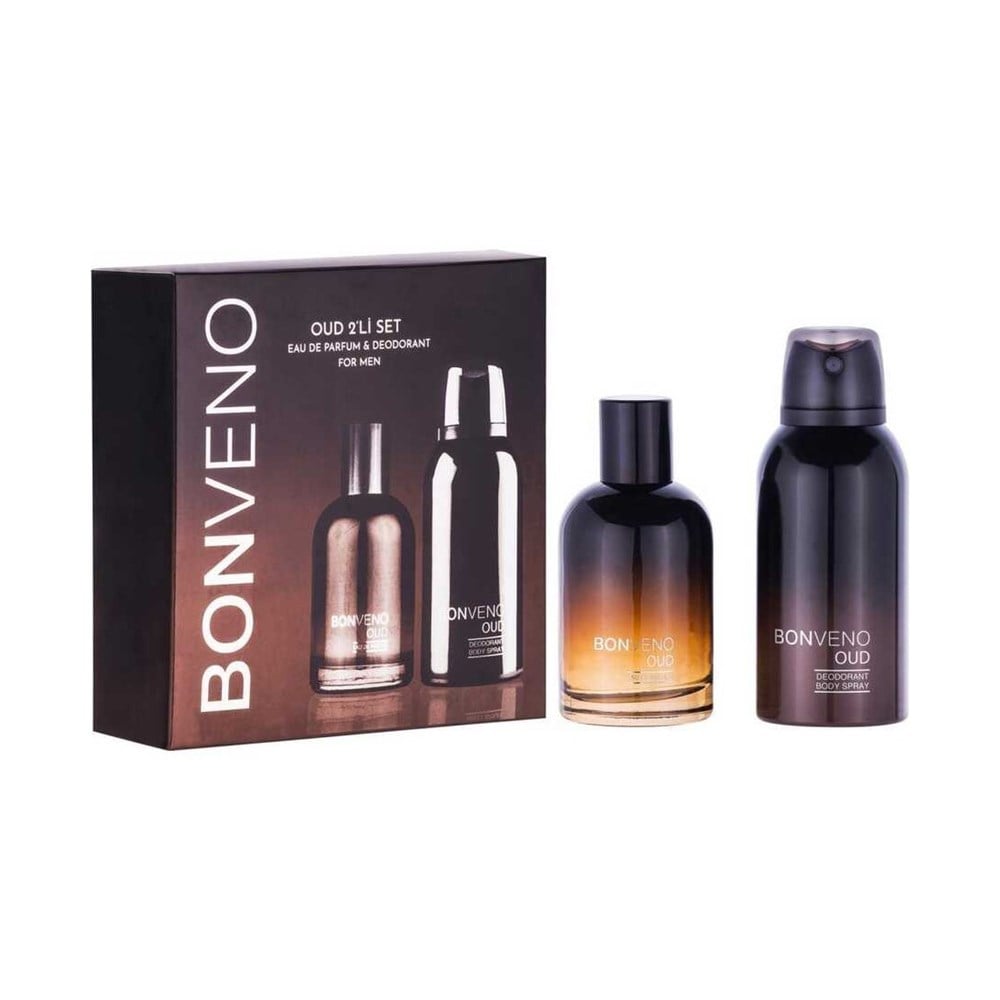 BONVENO
OUD 2'Lİ SET
EAU DE PARFUM & DEODORANT
FOR MEN
BONVENO
OUD
BONVENO
OUD
DEODORANT
BODY SPRAY
BONVENO
OUD
BONVENO
OUD
DEODORANT
BODY SPRAY